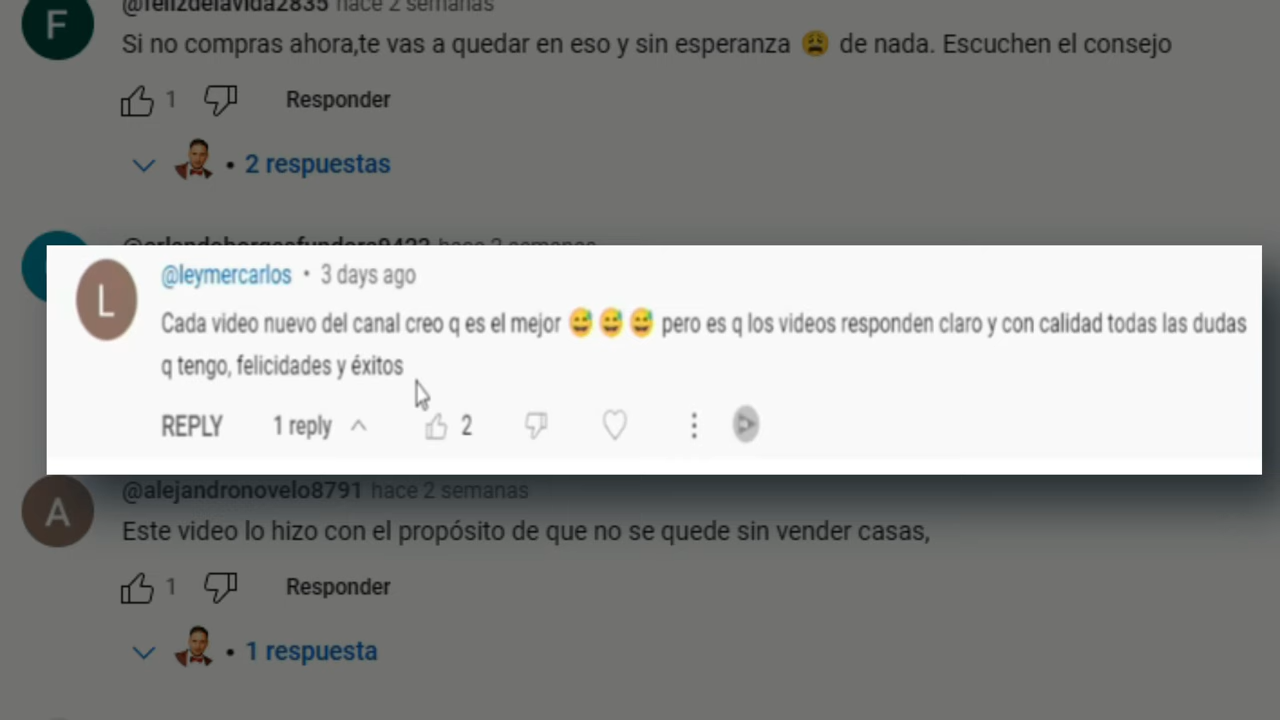 @felizdelavida2835 hace 2 semanas
Si no compras ahora,te vas a quedar en eso y sin esperanza 😩 de nada. Escuchen el consejo
1 Responder
• 2 respuestas
hace 2 semanas
L @leymercarlos • 3 days ago
Cada video nuevo del canal creo q es el mejor 😅😅😅 pero es q los videos responden claro y con calidad todas las dudas
q tengo, felicidades y éxitos
REPLY 1 reply 2
A @alejandronovelo8791 hace 2 semanas
Este video lo hizo con el propósito de que no se quede sin vender casas,
1 Responder
• 1 respuesta